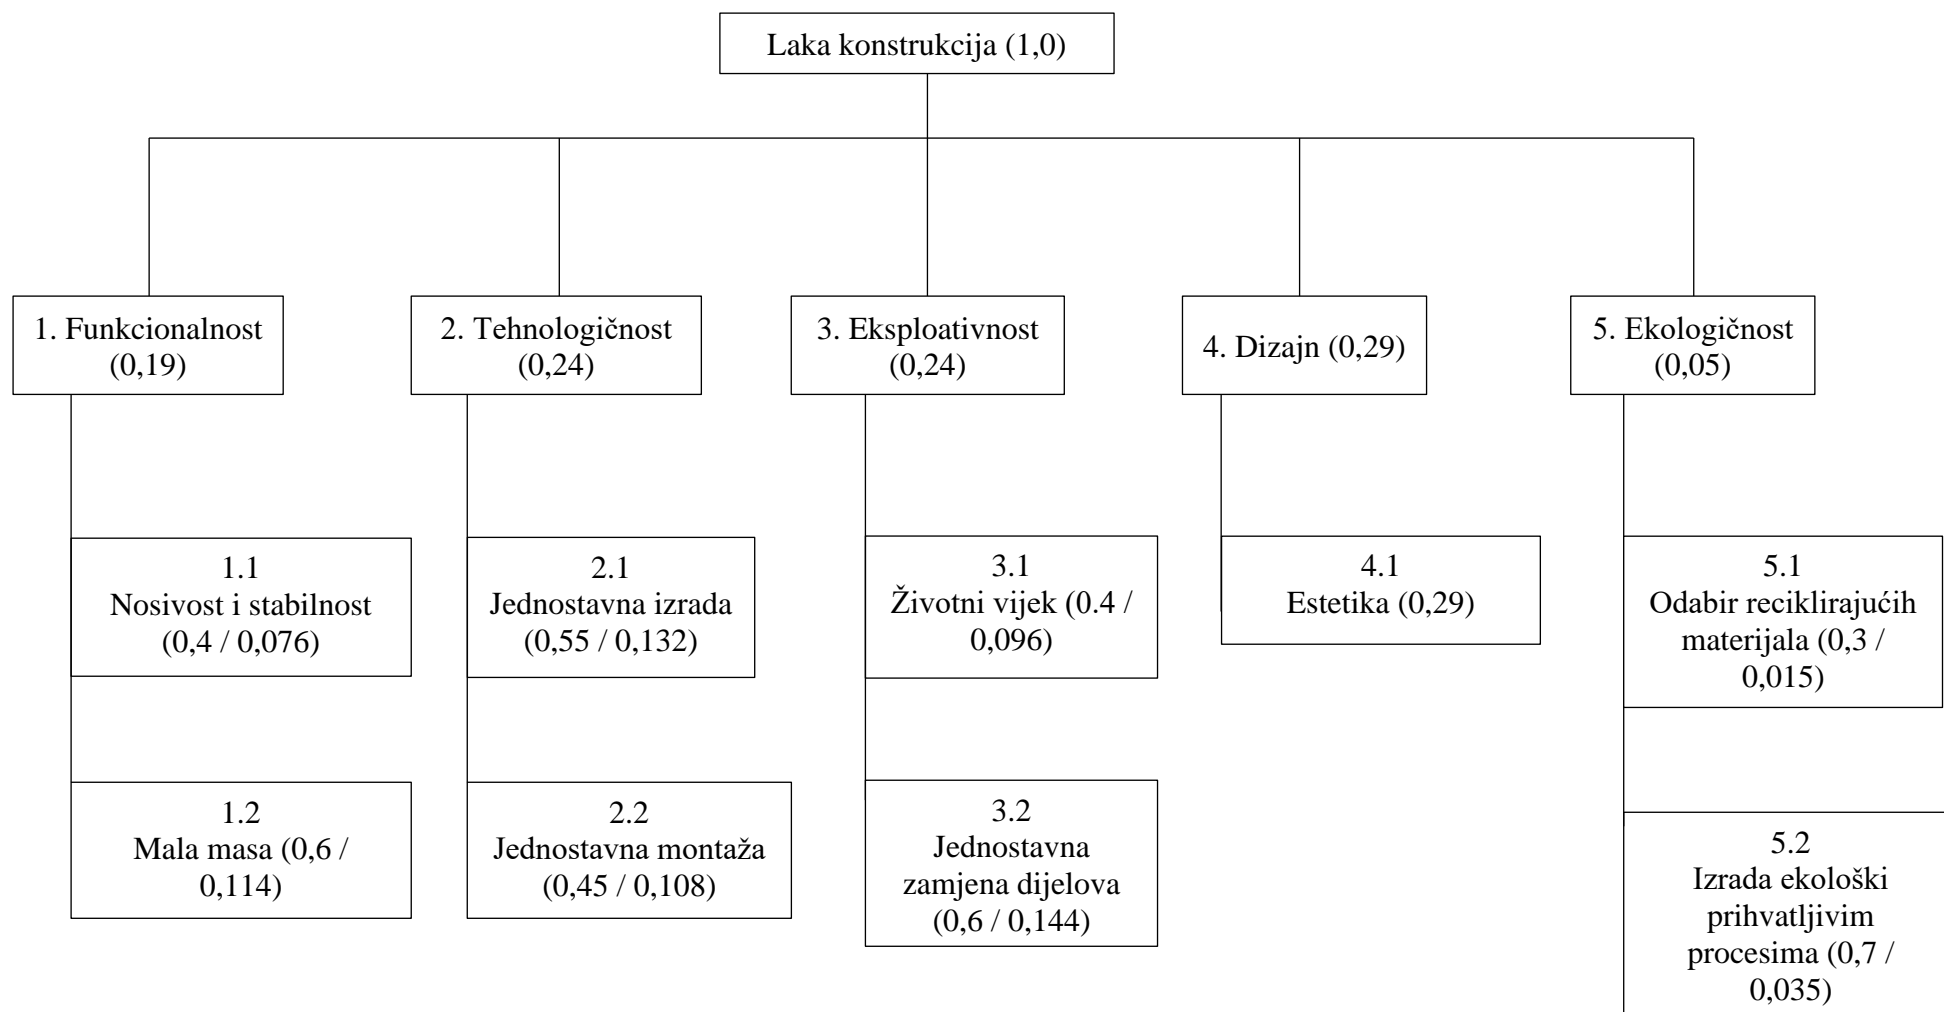 Laka konstrukcija (1,0)
1. Funkcionalnost
(0,19)
2. Tehnologičnost
(0,24)
3. Eksploativnost
(0,24)
4. Dizajn (0,29)
5. Ekologičnost
(0,05)
1.1
Nosivost i stabilnost
(0,4 / 0,076)
2.1
Jednostavna izrada
(0,55 / 0,132)
3.1
Životni vijek (0.4 /
0,096)
4.1
Estetika (0,29)
5.1
Odabir reciklirajućih
materijala (0,3 /
0,015)
1.2
Mala masa (0,6 /
0,114)
2.2
Jednostavna montaža
(0,45 / 0,108)
3.2
Jednostavna
zamjena dijelova
(0,6 / 0,144)
5.2
Izrada ekološki
prihvatljivim
procesima (0,7 /
0,035)